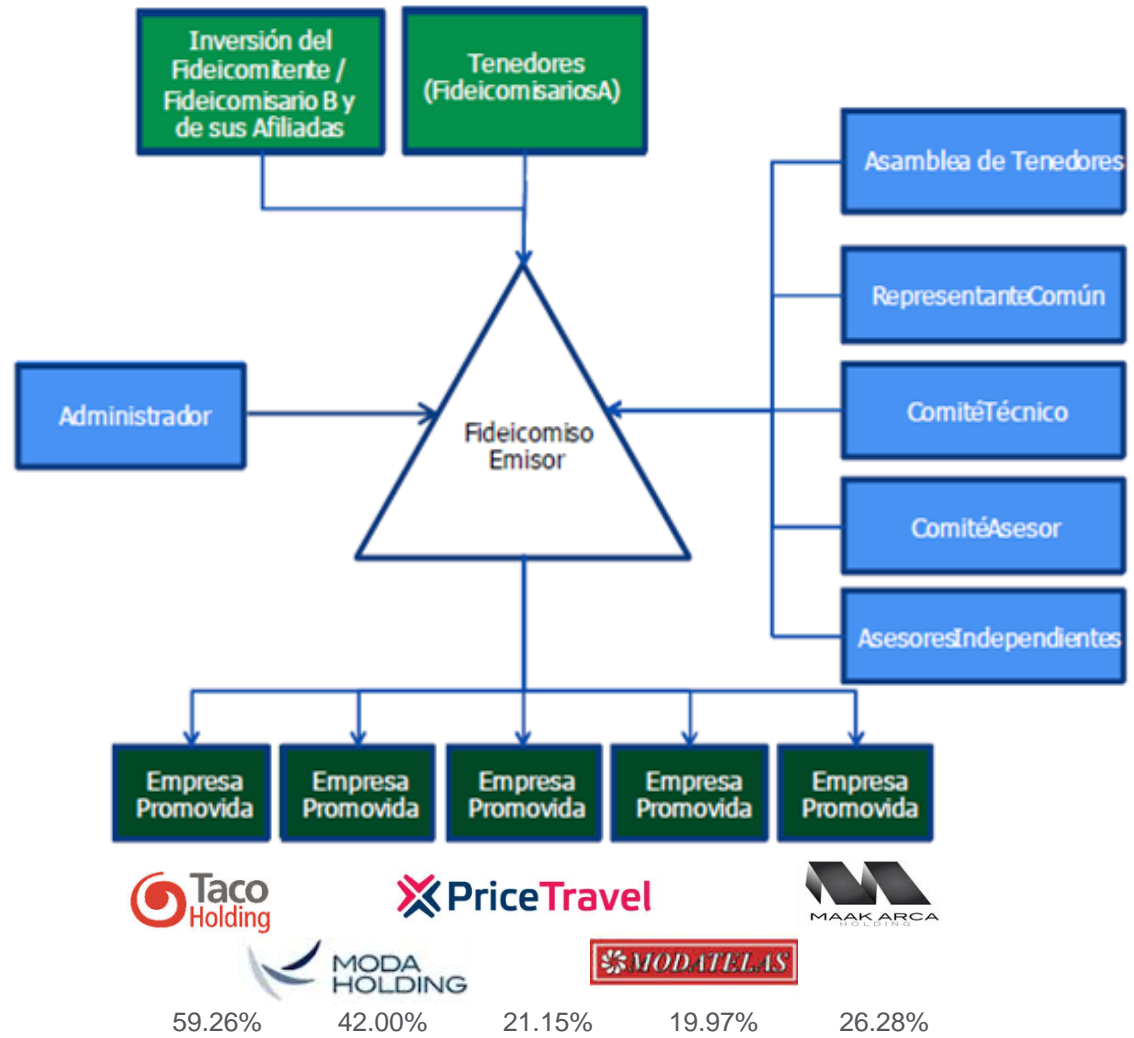 Inversión del
Fideicomitente /
Fideicomisario B y
de sus Afiliadas
Tenedores
(FideicomisariosA)
Asamblea de Tenedores
RepresentanteComún
Administrador
ComitéTécnico
Fideicomiso
Emisor
ComitéAsesor
AsesoresIndependientes
Empresa
Promovida
Empresa
Promovida
Empresa
Promovida
Empresa
Promovida
Empresa
Promovida
Taco
Holding
PriceTravel
MAAK ARCA
HOLDING
MODA
HOLDING
MODATELAS
59.26% 42.00% 21.15% 19.97% 26.28%